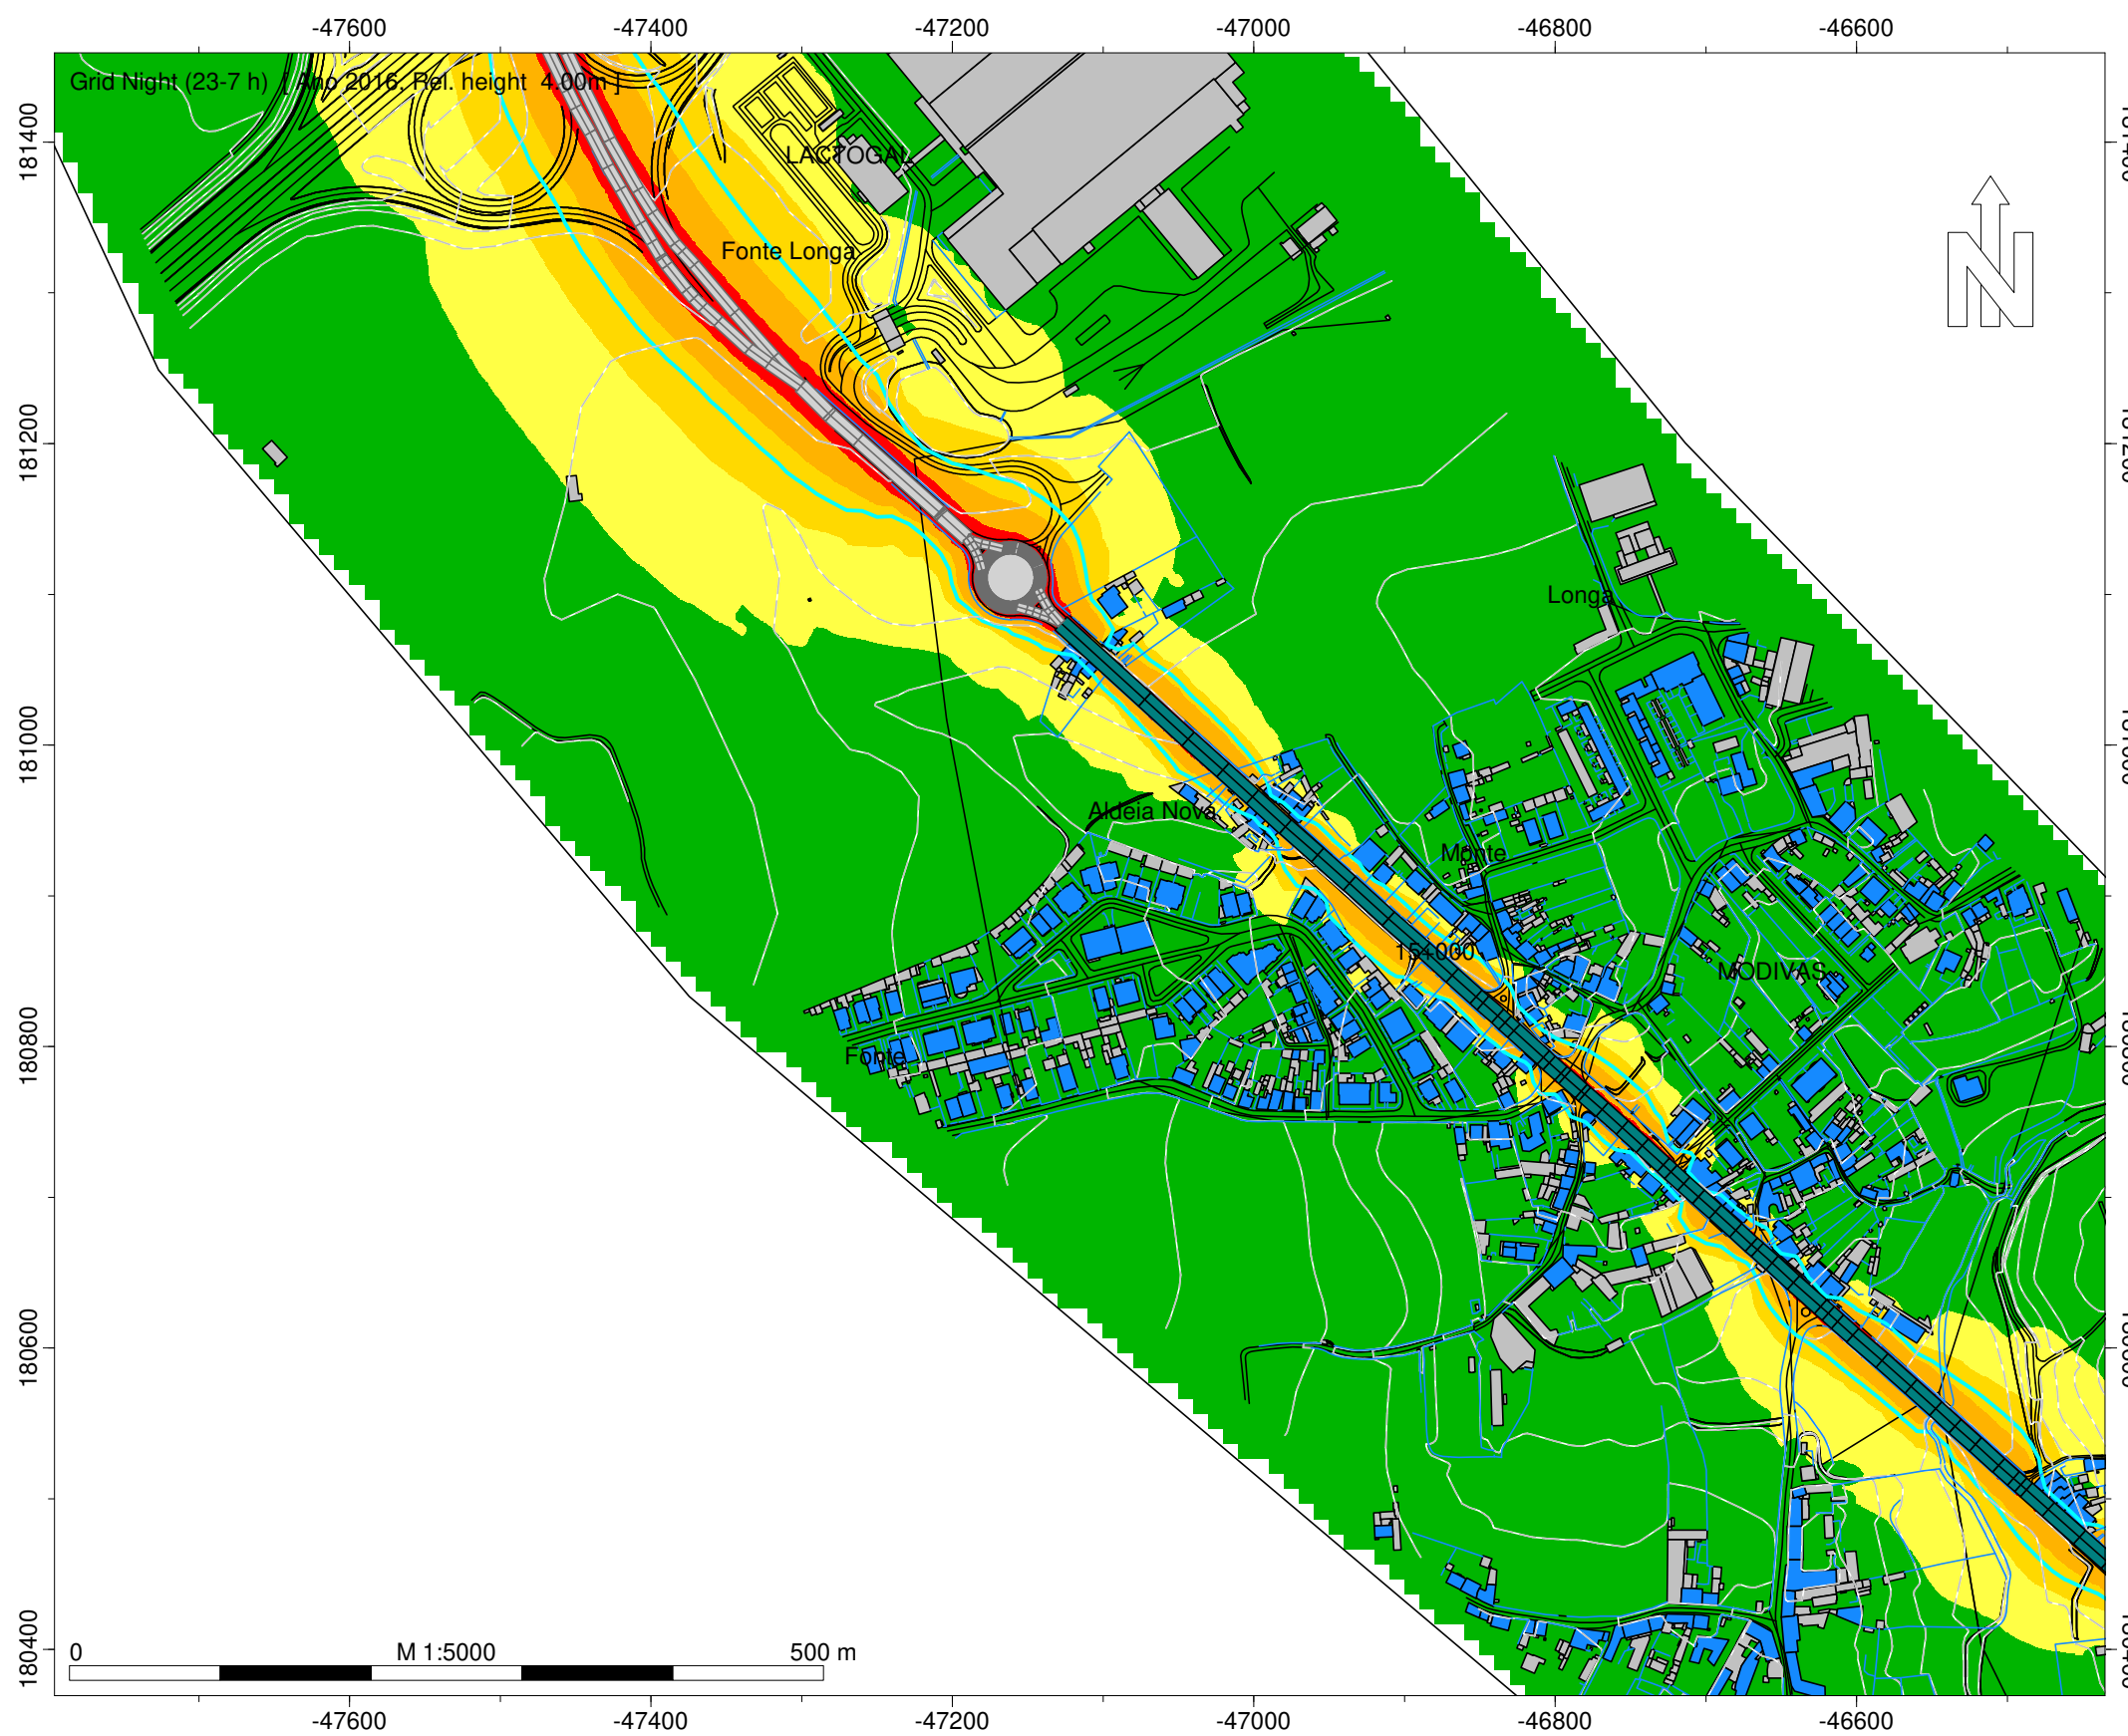 -47600 -47400 -47200 -47000 -46800 -46600
Grid Night (23-7 h) [ Ano 2016. Rel. height 4.00m ]
181400
LACTOGAL
Fonte Longa
181200
Longa
181000
Aldeia Nova
Monte
15+000
MODIVAS
180800
Fonte
180600
180400
0 M 1:5000 500 m
-47600 -47400 -47200 -47000 -46800 -46600
N